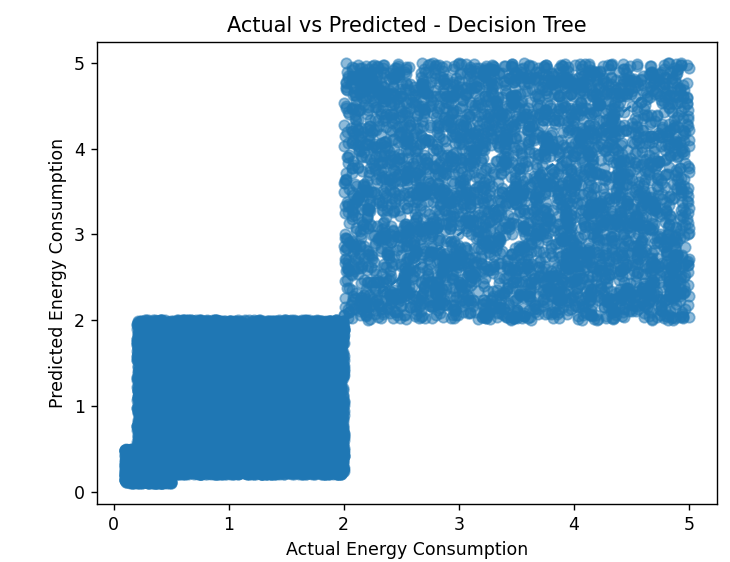 Actual vs Predicted - Decision Tree
5
4
3
2
1
0
Predicted Energy Consumption
0 1 2 3 4 5
Actual Energy Consumption